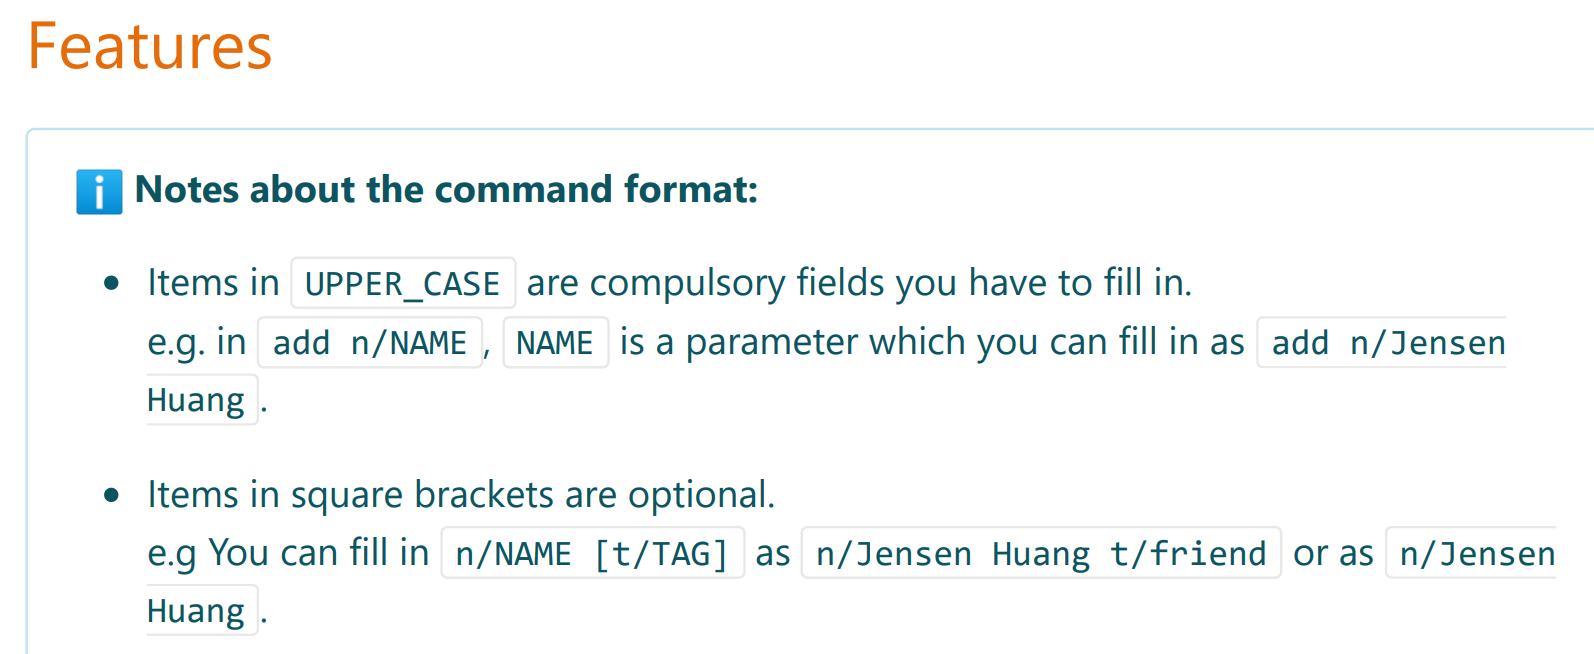 Features
Notes about the command format:
Items in UPPER_CASE are compulsory fields you have to fill in.
e.g. in add n/NAME, NAME is a parameter which you can fill in as add n/Jensen
Huang.
Items in square brackets are optional.
e.g You can fill in n/NAME [t/TAG] as n/Jensen Huang t/friend or as n/Jensen
Huang.